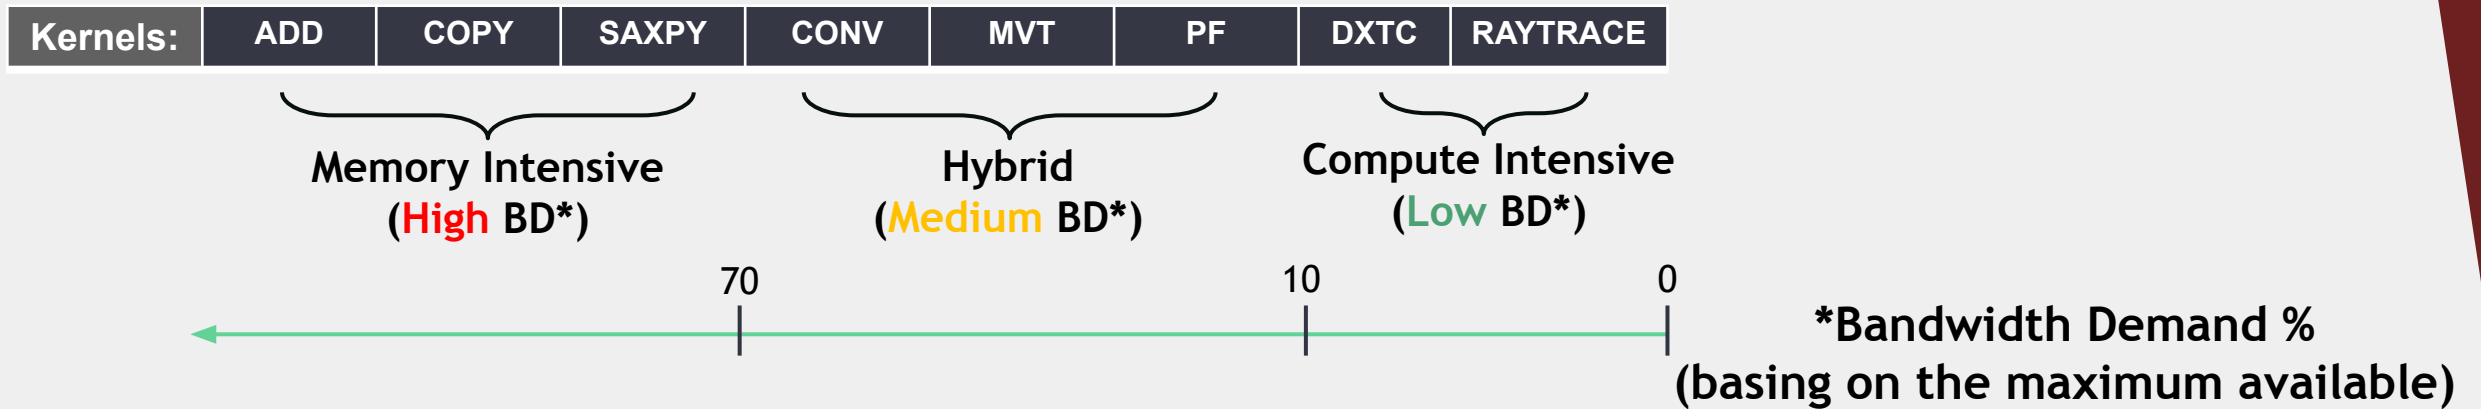 Kernels: ADD COPY SAXPY CONV MVT PF DXTC RAYTRACE
Memory Intensive
(High BD*)
Hybrid
(Medium BD*)
Compute Intensive
(Low BD*)
70 10 0
*Bandwidth Demand %
(basing on the maximum available)